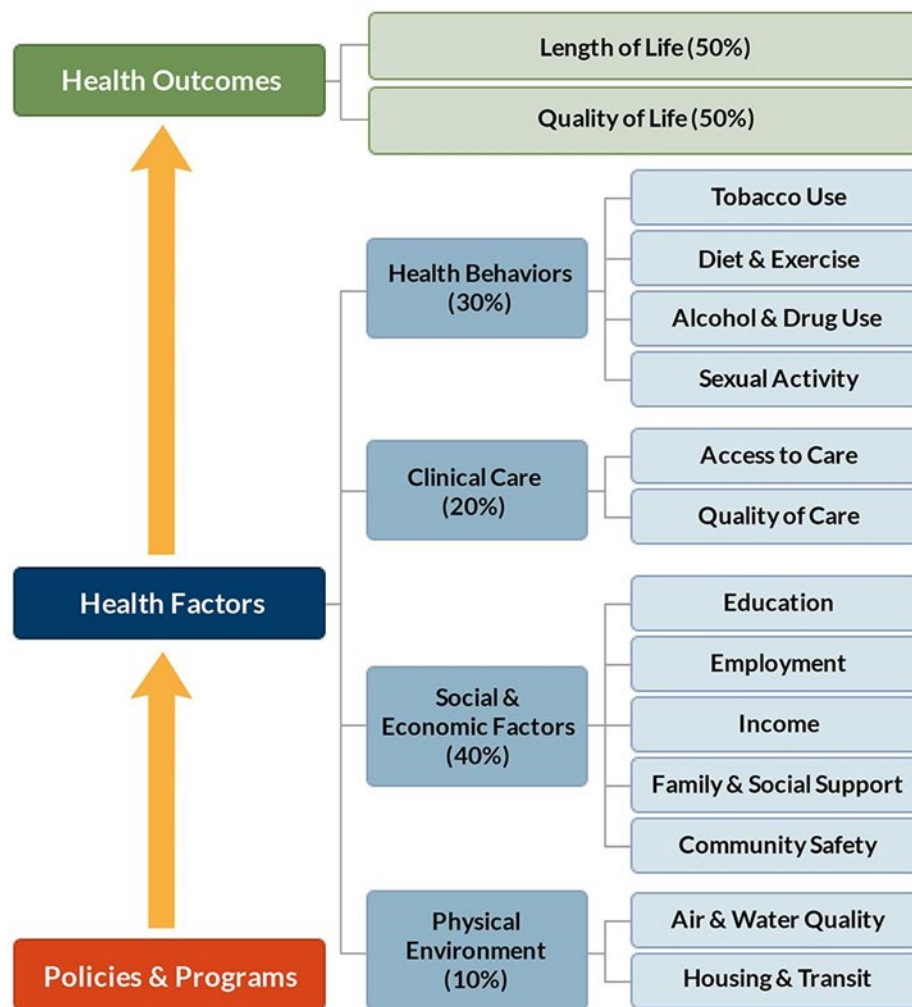 Health Outcomes
Length of Life (50%)
Quality of Life (50%)
Health Factors
Health Behaviors
(30%)
Tobacco Use
Diet & Exercise
Alcohol & Drug Use
Sexual Activity
Clinical Care
(20%)
Access to Care
Quality of Care
Social &
Economic Factors
(40%)
Education
Employment
Income
Family & Social Support
Community Safety
Physical
Environment
(10%)
Air & Water Quality
Housing & Transit
Policies & Programs